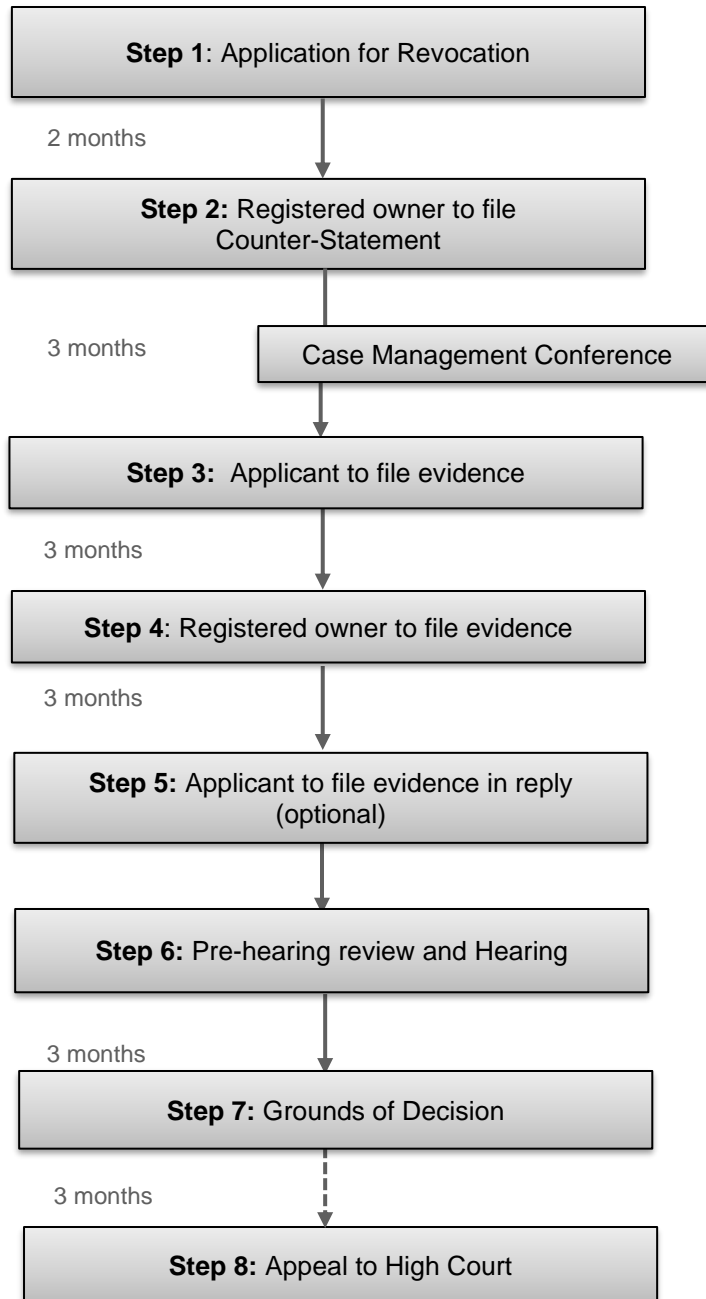 Step 1: Application for Revocation
2 months
Step 2: Registered owner to file
Counter-Statement
3 months
Case Management Conference
Step 3: Applicant to file evidence
3 months
Step 4: Registered owner to file evidence
3 months
Step 5: Applicant to file evidence in reply
(optional)
Step 6: Pre-hearing review and Hearing
3 months
Step 7: Grounds of Decision
3 months
Step 8: Appeal to High Court